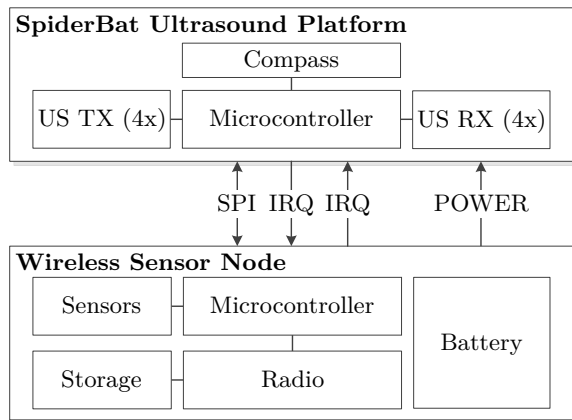 SpiderBat Ultrasound Platform
Compass
US TX (4x)
Microcontroller
US RX (4x)
SPI
IRQ
IRQ
POWER
Wireless Sensor Node
Sensors
Microcontroller
Battery
Storage
Radio